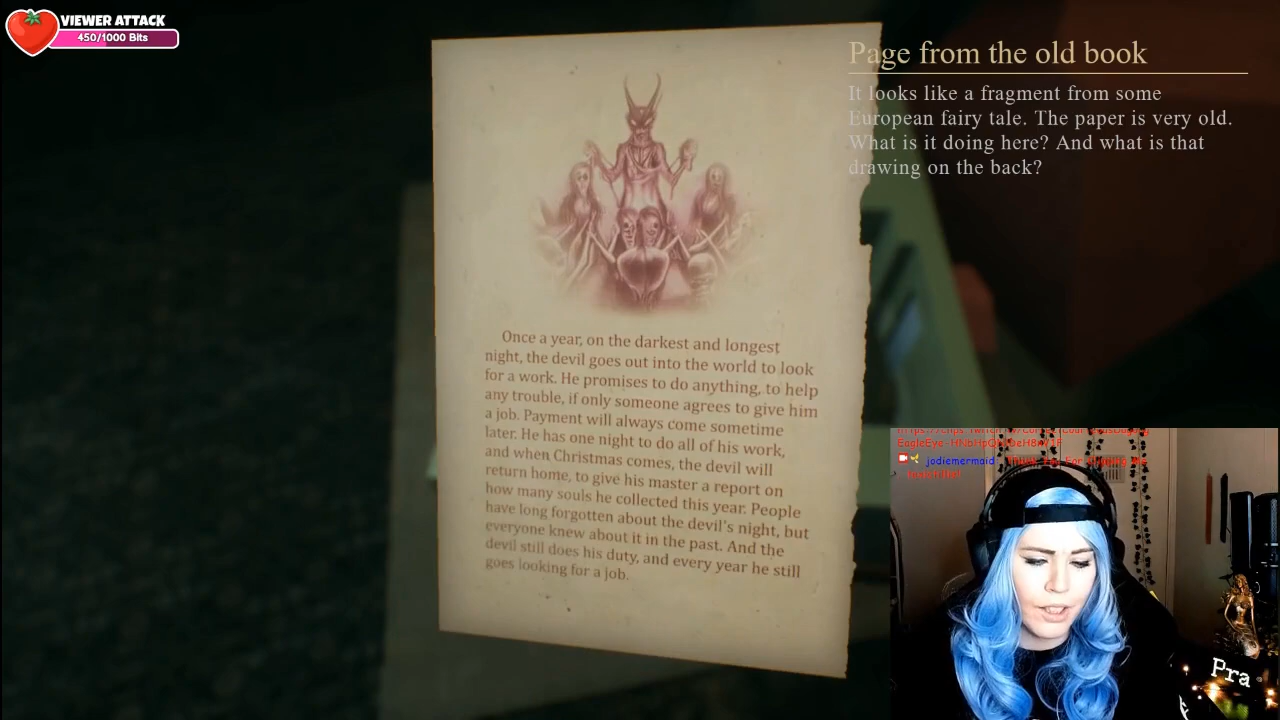 VIEWER ATTACK
450/1000 Bits
Page from the old book
It looks like a fragment from some
European fairy tale. The paper is very old.
What is it doing here? And what is that
drawing on the back?
Once a year, on the darkest and longest
night, the devil goes out into the world to look
for a work. He promises to do anything, to help
any trouble, if only someone agrees to give him
a job. Payment will always come sometime
later. He has one night to do all of his work,
and when Christmas comes, the devil will
return home, to give his master a report on
how many souls he collected this year. People
have long forgotten about the devil's night, but
everyone knew about it in the past. And the
devil still does his duty, and every year he still
goes looking for a job.
jodiemermaid
Pra